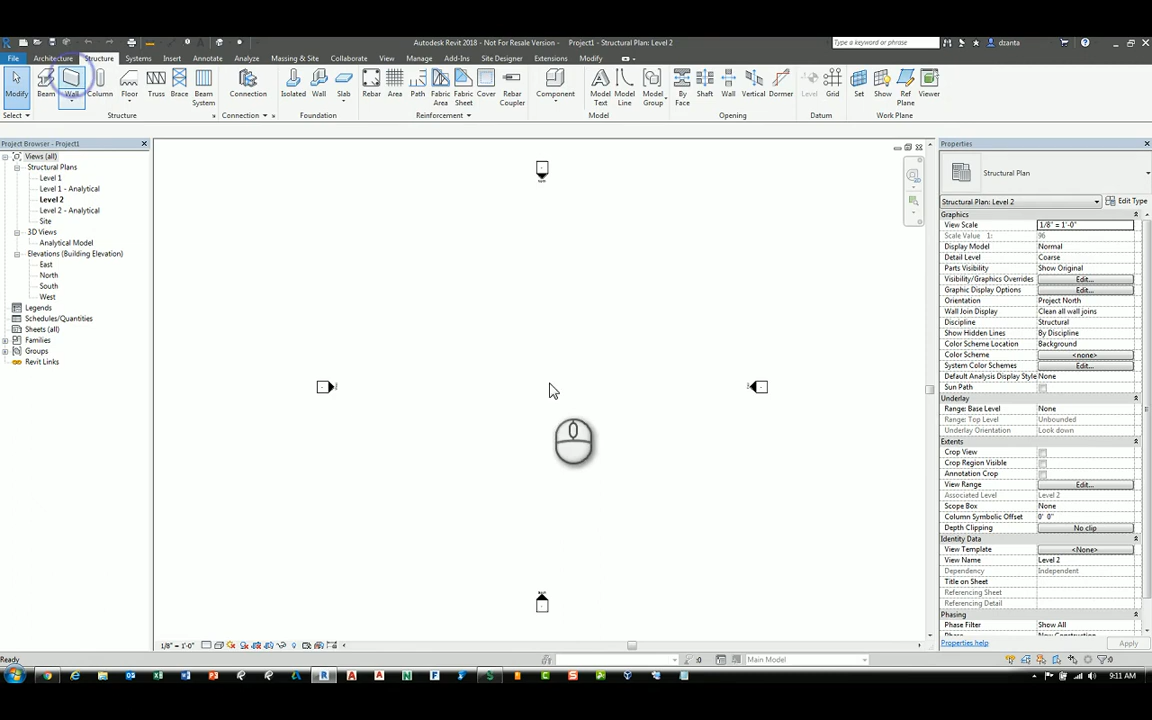 Autodesk Revit 2018 - Not For Resale Version - Project1 - Structural Plan: Level 2
Type a keyword or phrase
dzanta
File Architecture Structure Systems Insert Annotate Analyze Massing & Site Collaborate View Manage Add-Ins Site Designer Extensions Modify
Modify Beam Wall Column Floor Truss Brace Beam System Connection Isolated Wall Slab Rebar Area Path Fabric Area Fabric Sheet Cover Rebar Coupler Component Model Text Model Line Model Group By Face Shaft Wall Vertical Dormer Level Grid Set Show Ref Plane Viewer
Select Structure Connection Foundation Reinforcement Model Opening Datum Work Plane
Project Browser - Project1
Views (all)
Structural Plans
Level 1
Level 1 - Analytical
Level 2
Level 2 - Analytical
Site
3D Views
Analytical Model
Elevations (Building Elevation)
East
North
South
West
Legends
Schedules/Quantities
Sheets (all)
Families
Groups
Revit Links
Properties
Structural Plan
Structural Plan: Level 2 Edit Type
Graphics
View Scale 1/8" = 1'-0"
Scale Value 1: 96
Display Model Normal
Detail Level Coarse
Parts Visibility Show Original
Visibility/Graphics Overrides Edit...
Graphic Display Options Edit...
Orientation Project North
Wall Join Display Clean all wall joins
Discipline Structural
Show Hidden Lines By Discipline
Color Scheme Location Background
Color Scheme <none>
System Color Schemes Edit...
Default Analysis Display Style None
Sun Path
Underlay
Range: Base Level None
Range: Top Level Unbounded
Underlay Orientation Look down
Extents
Crop View
Crop Region Visible
Annotation Crop
View Range Edit...
Associated Level Level 2
Scope Box None
Column Symbolic Offset 0' 0"
Depth Clipping No clip
Identity Data
View Template <None>
View Name Level 2
Dependency Independent
Title on Sheet
Referencing Sheet
Referencing Detail
Phasing
Phase Filter Show All
Properties help Apply
1/8" = 1'-0"
Ready
:0 Main Model :0
9:11 AM